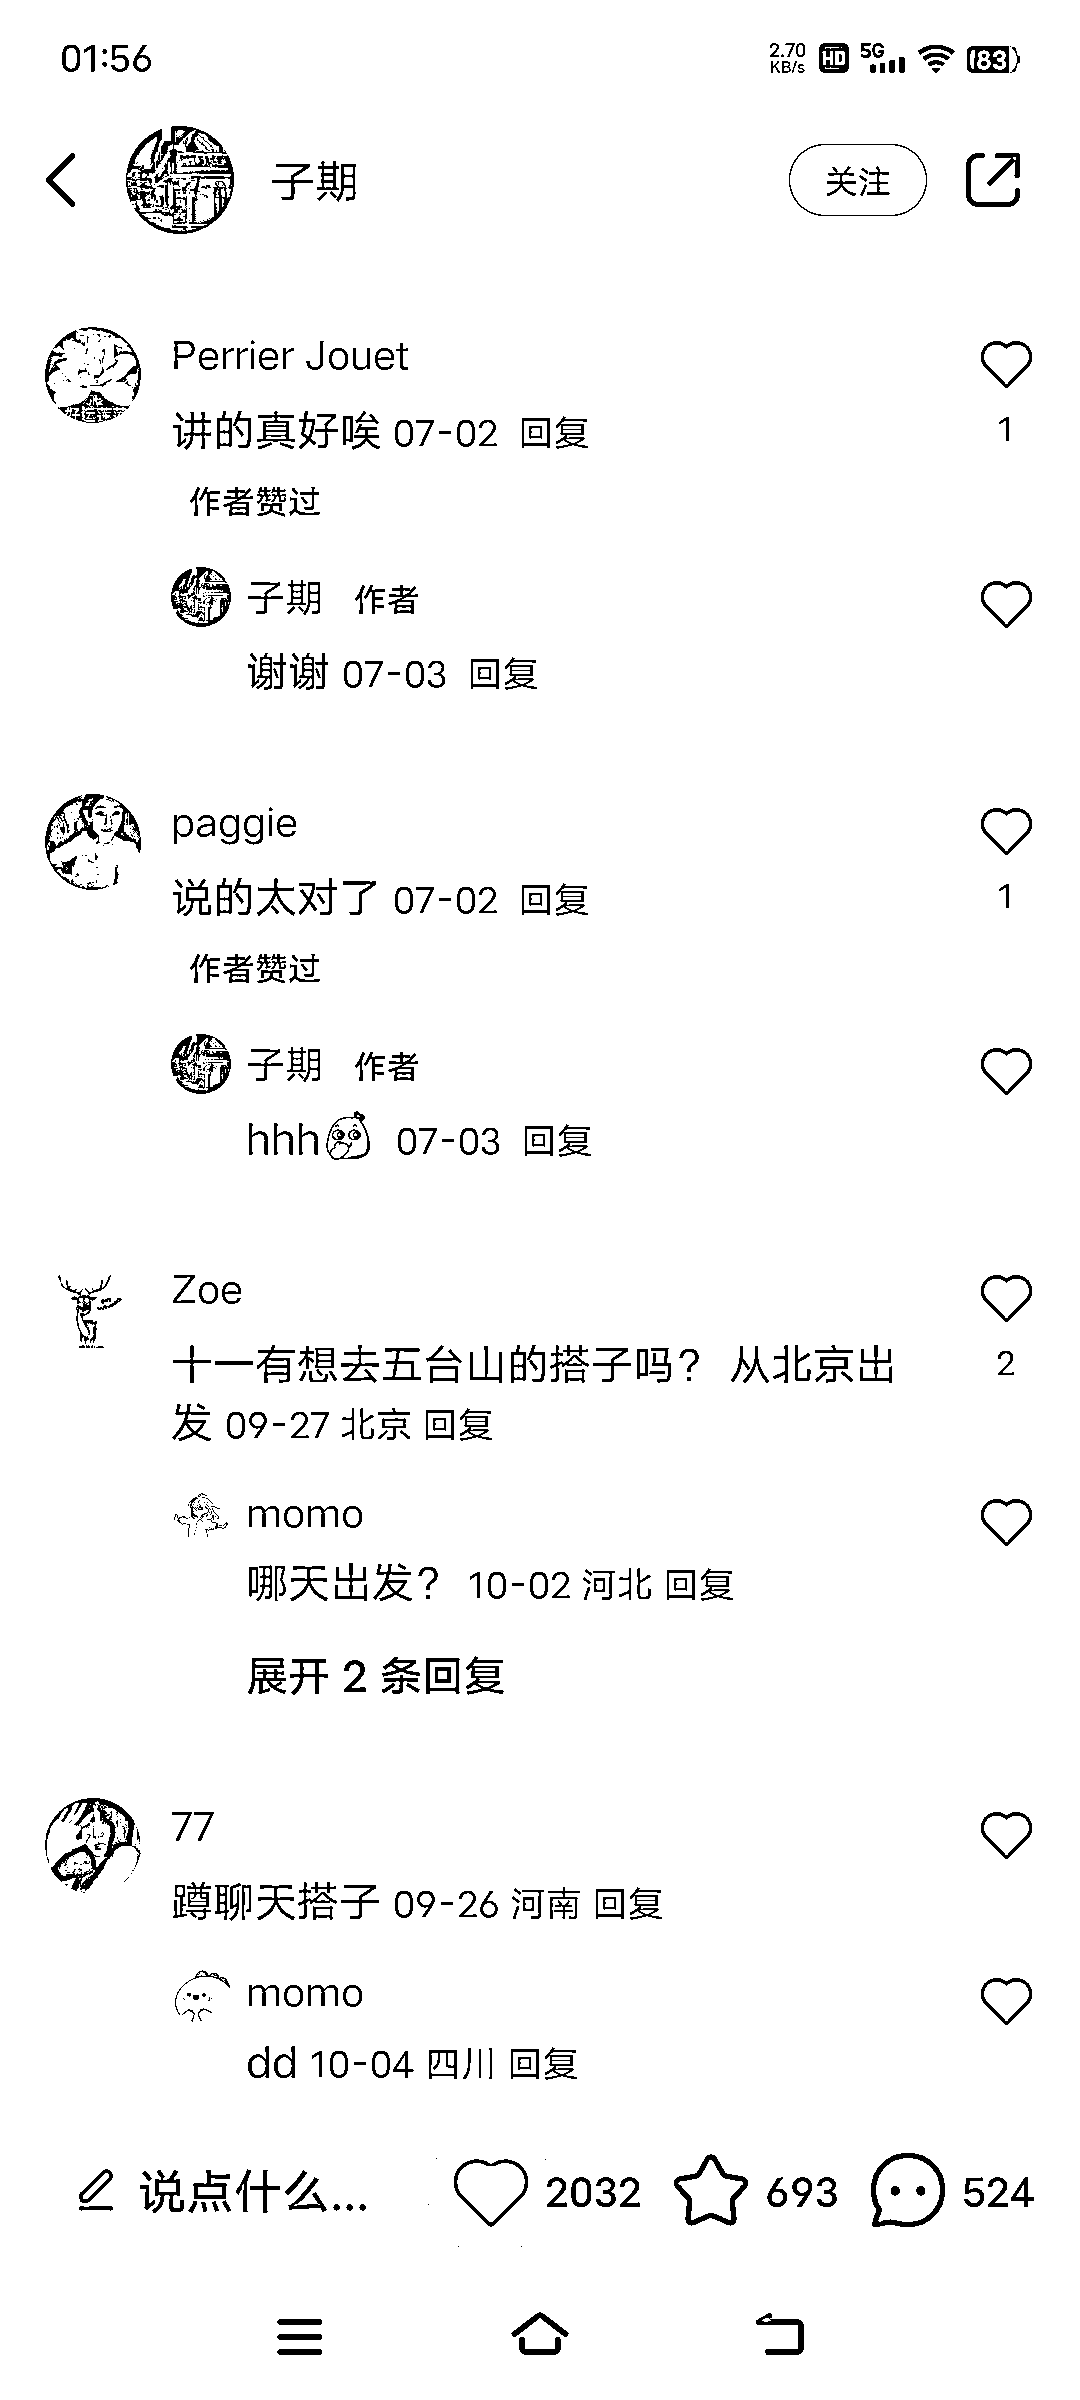 01:56
2.70 KB/s HD 5G 83
子期 关注
Perrier Jouet
讲的真好唉 07-02 回复
1
作者赞过
子期 作者
谢谢 07-03 回复
paggie
说的太对了 07-02 回复
1
作者赞过
子期 作者
hhh 07-03 回复
Zoe
十一有想去五台山的搭子吗？ 从北京出
2
发 09-27 北京 回复
momo
哪天出发？ 10-02 河北 回复
展开 2 条回复
77
蹲聊天搭子 09-26 河南 回复
momo
dd 10-04 四川 回复
说点什么... 2032 693 524